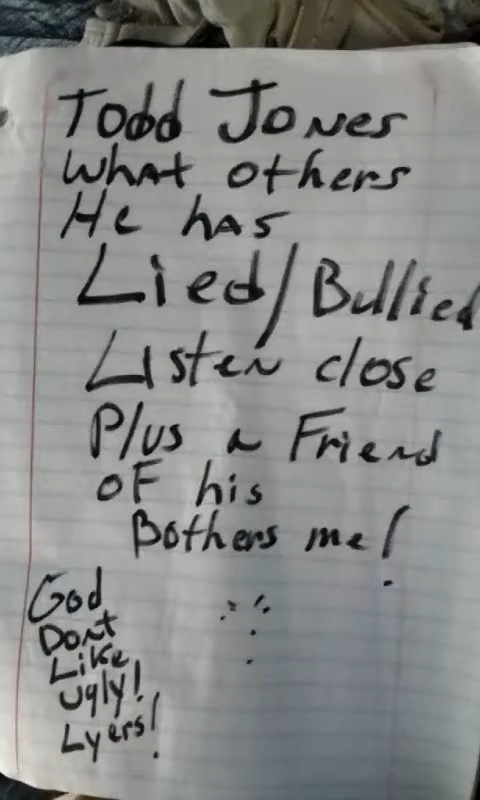 Todd Jones
What others
He has
Lied/Bullied
Listen close
Plus a Friend
OF his
Bothers me!
God
Dont
Like
Ugly!
Lyers!